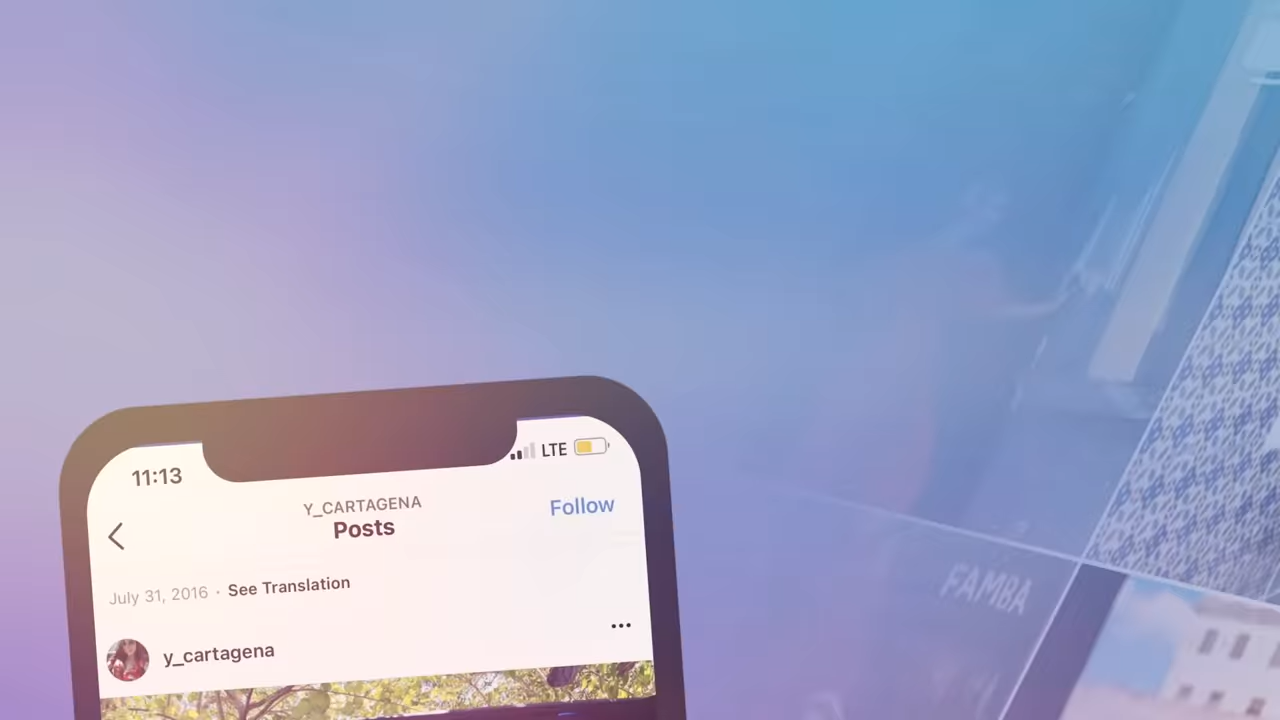 11:13
LTE
Y_CARTAGENA
Posts
Follow
July 31, 2016 · See Translation
y_cartagena
FAMBA